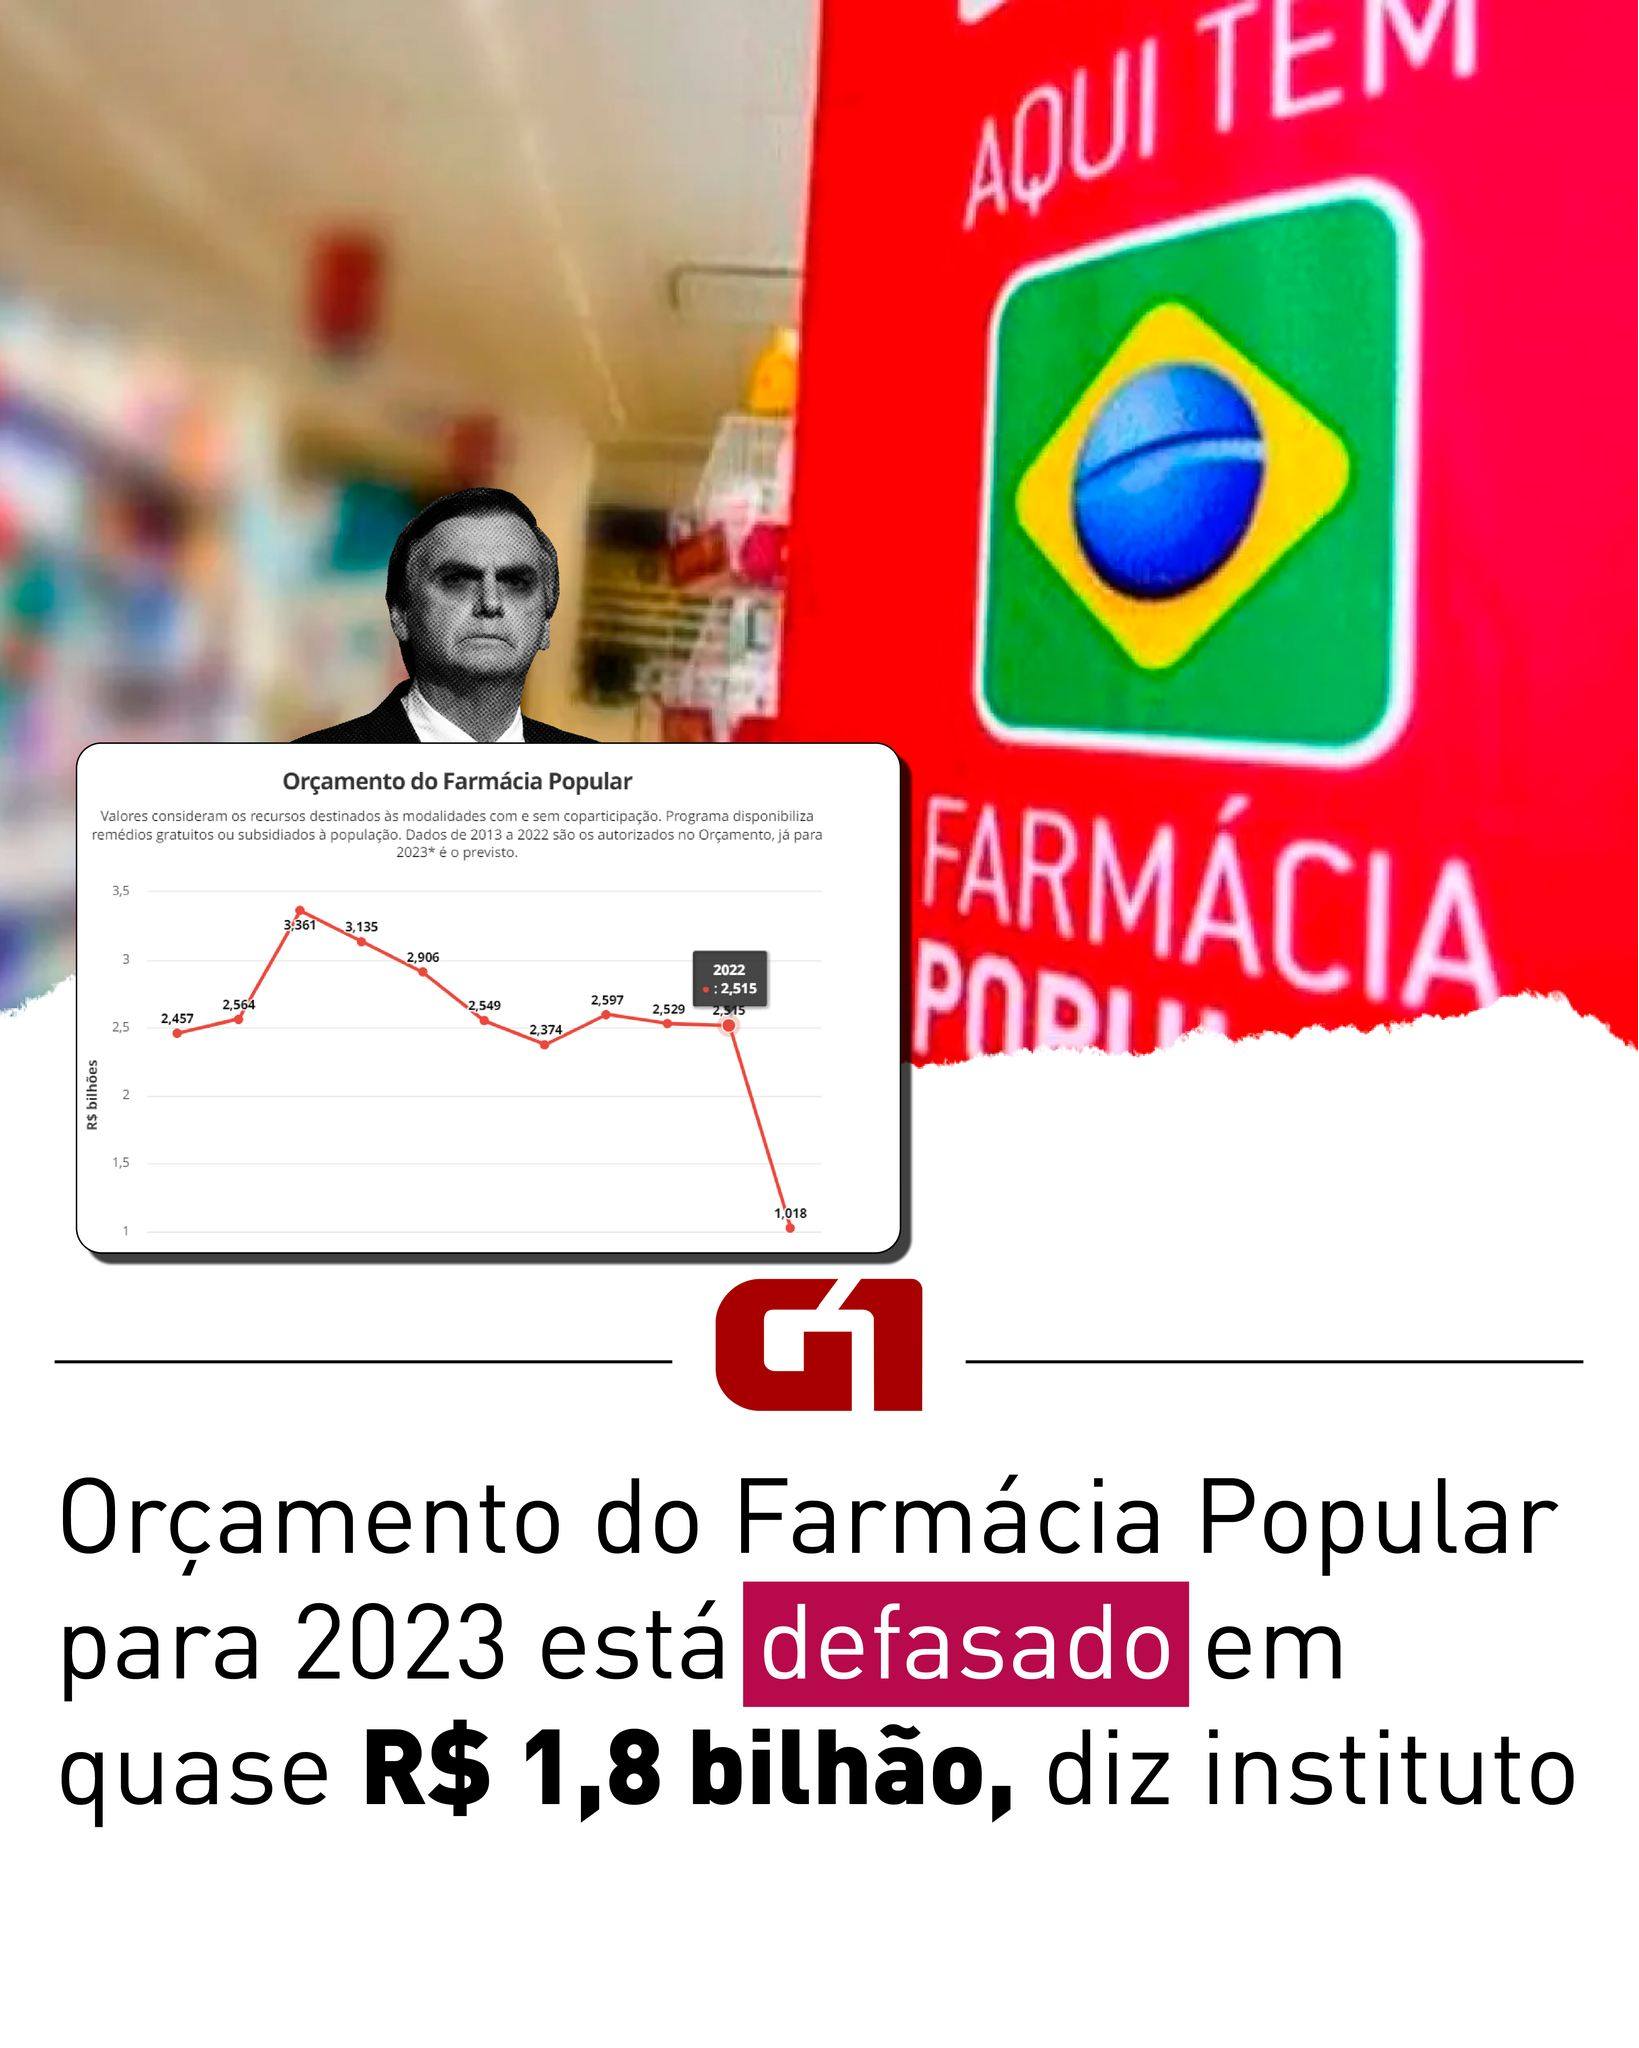 AQUI TEM
FARMÁCIA
Orçamento do Farmácia Popular
Valores consideram os recursos destinados às modalidades com e sem coparticipação. Programa disponibiliza
remédios gratuitos ou subsidiados à população. Dados de 2013 a 2022 são os autorizados no Orçamento, já para
2023* é o previsto.
R$ bilhões
3,5
3
2,5
2
1,5
1
2,457
2,564
3,361
3,135
2,906
2,549
2,374
2,597
2,529
2,515
1,018
2022
: 2,515
G1
Orçamento do Farmácia Popular
para 2023 está defasado em
quase R$ 1,8 bilhão, diz instituto